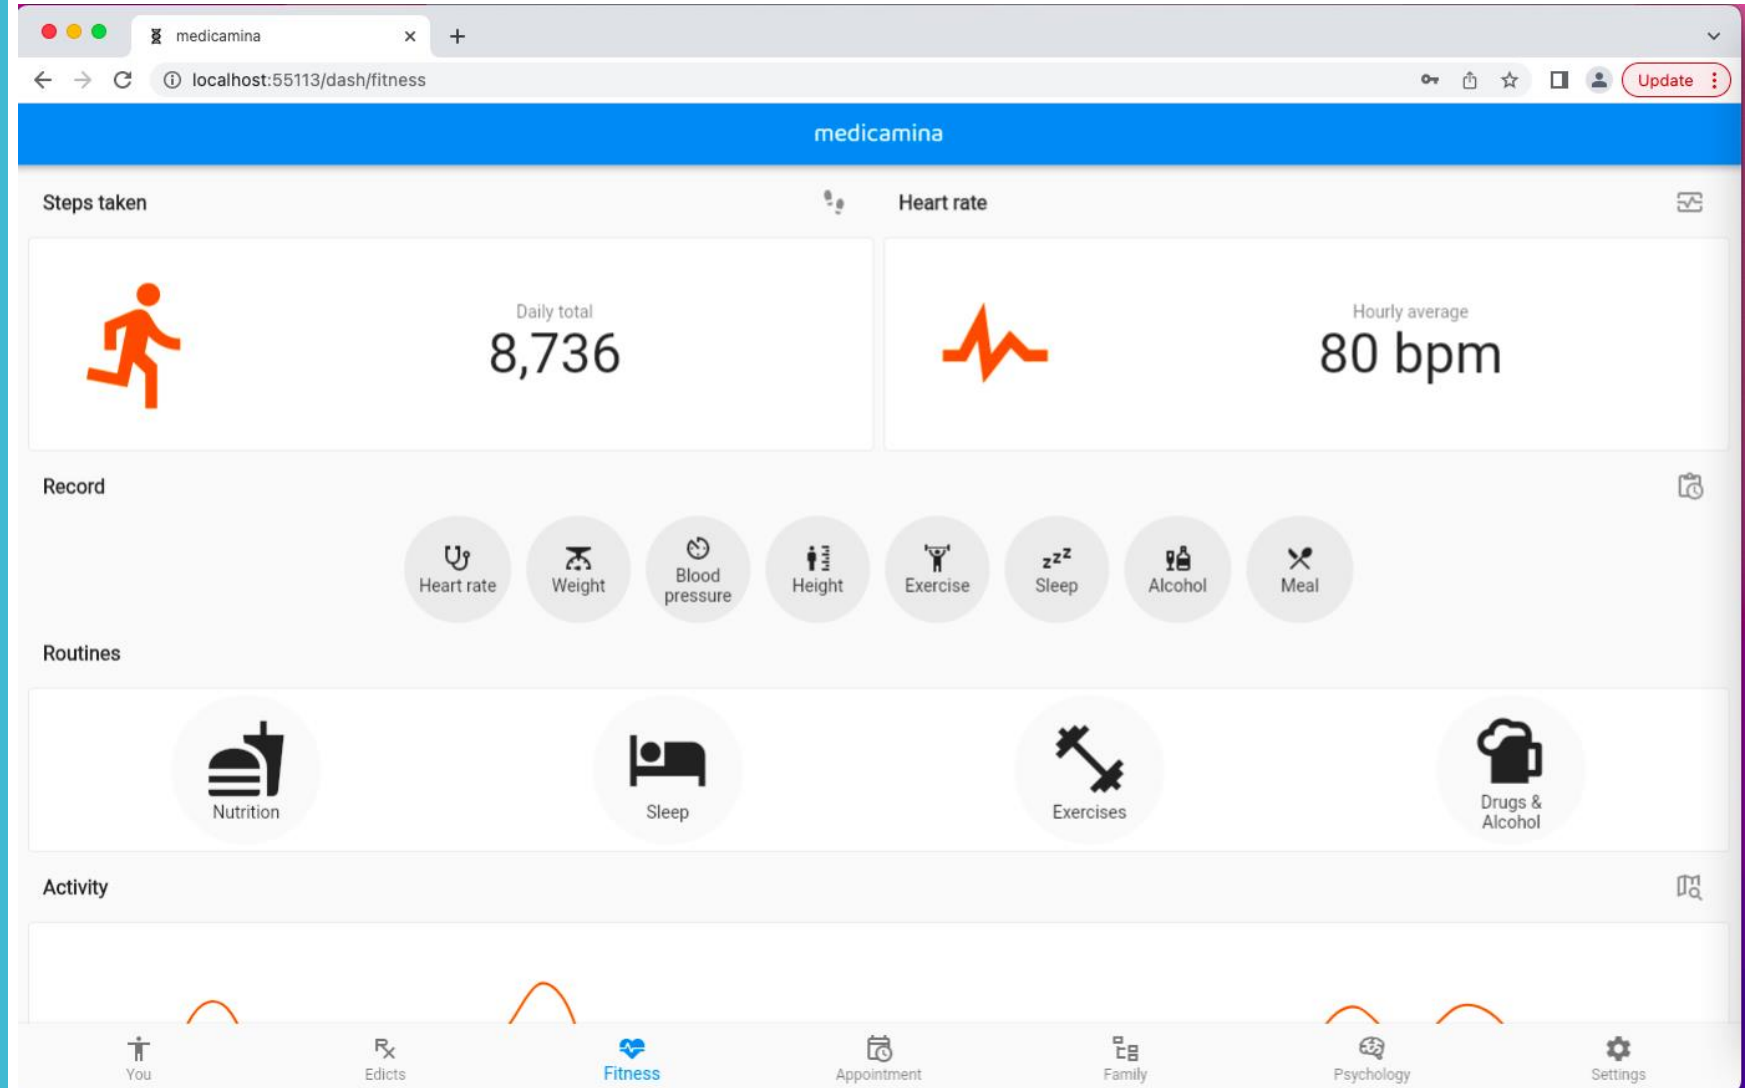 medicamina
localhost:55113/dash/fitness
Update
medicamina
Steps taken
Heart rate
Daily total
8,736
Hourly average
80 bpm
Record
Heart rate
Weight
Blood
pressure
Height
Exercise
zzz
Sleep
Alcohol
Meal
Routines
Nutrition
Sleep
Exercises
Drugs &
Alcohol
Activity
You
Rx
Edicts
Fitness
Appointment
Family
Psychology
Settings